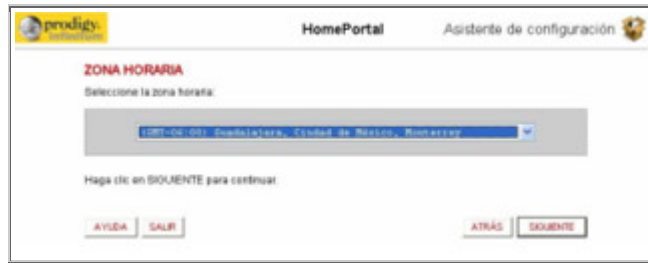 prodigy.
infinitum
HomePortal
Asistente de configuración
ZONA HORARIA
Seleccione la zona horaria:
(GMT-06:00) Guadalajara, Ciudad de México, Monterrey
Haga clic en SIGUIENTE para continuar.
AYUDA
SALIR
ATRÁS
SIGUIENTE